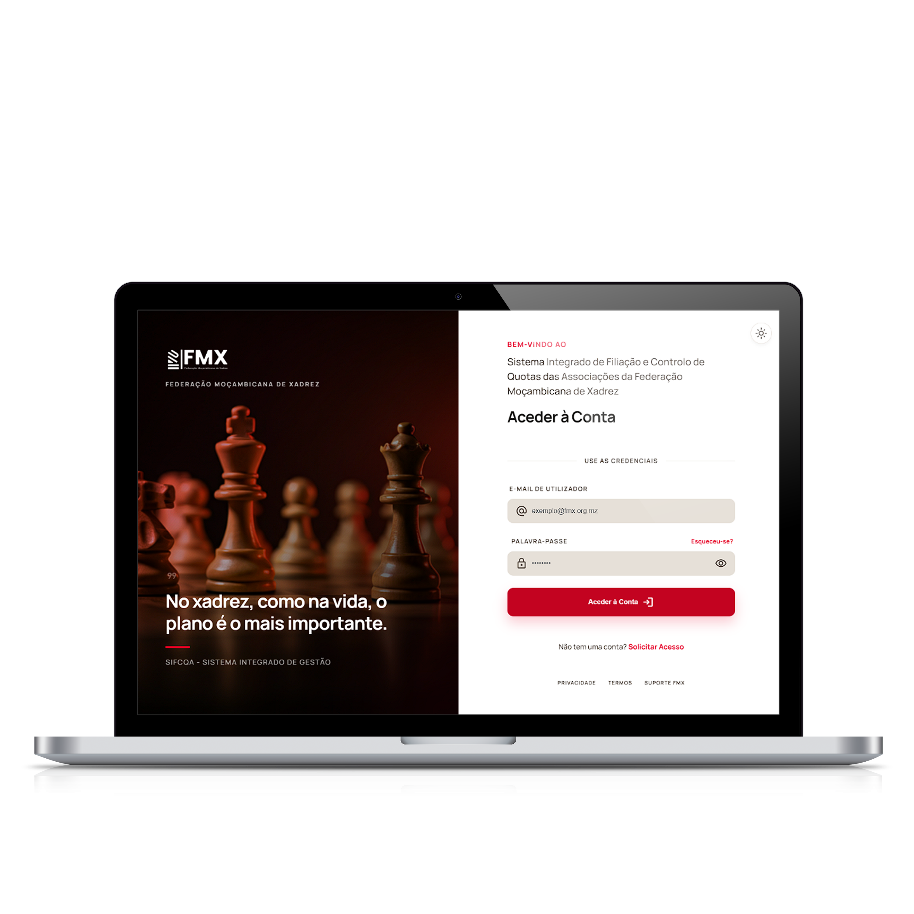 FMX
FEDERAÇÃO MOÇAMBICANA DE XADREZ
No xadrez, como na vida, o
plano é o mais importante.
SIFCQA - SISTEMA INTEGRADO DE GESTÃO
BEM-VINDO AO
Sistema Integrado de Filiação e Controlo de
Quotas das Associações da Federação
Moçambicana de Xadrez
Aceder à Conta
USE AS CREDENCIAIS
E-MAIL DE UTILIZADOR
exemplo@fmx.org.mz
PALAVRA-PASSE
Esqueceu-se?
Aceder à Conta
Não tem uma conta? Solicitar Acesso
PRIVACIDADE TERMOS SUPORTE FMX